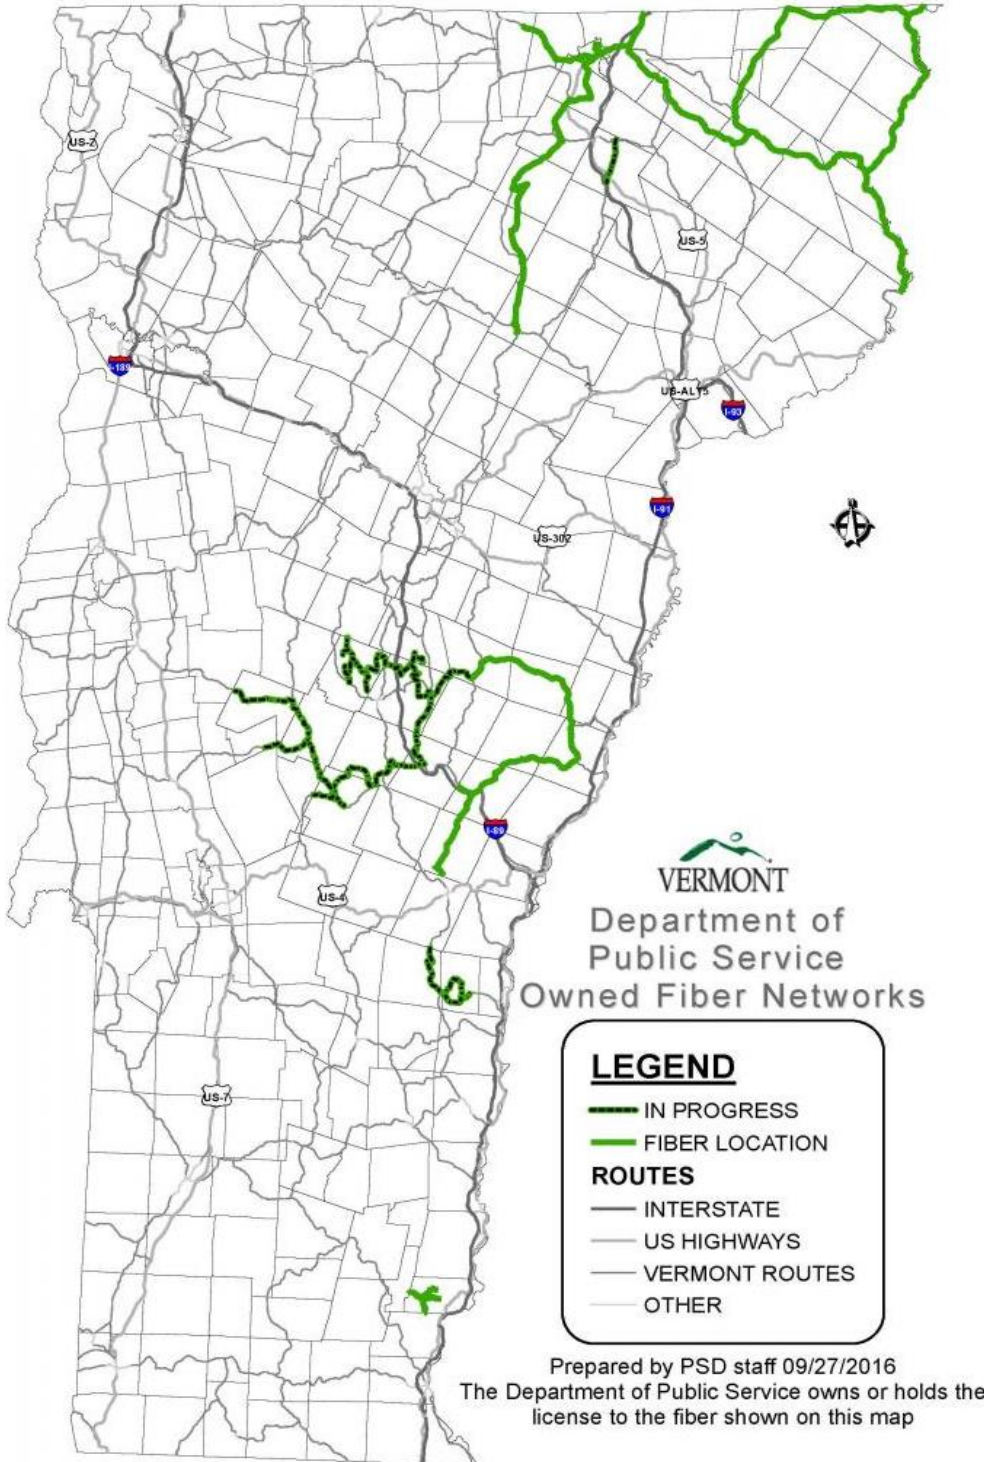 US-2
US-5
I-189
US-ALT5
I-93
I-91
US-302
I-89
US-4
US-7
VERMONT
Department of
Public Service
Owned Fiber Networks
LEGEND
IN PROGRESS
FIBER LOCATION
ROUTES
INTERSTATE
US HIGHWAYS
VERMONT ROUTES
OTHER
Prepared by PSD staff 09/27/2016
The Department of Public Service owns or holds the
license to the fiber shown on this map